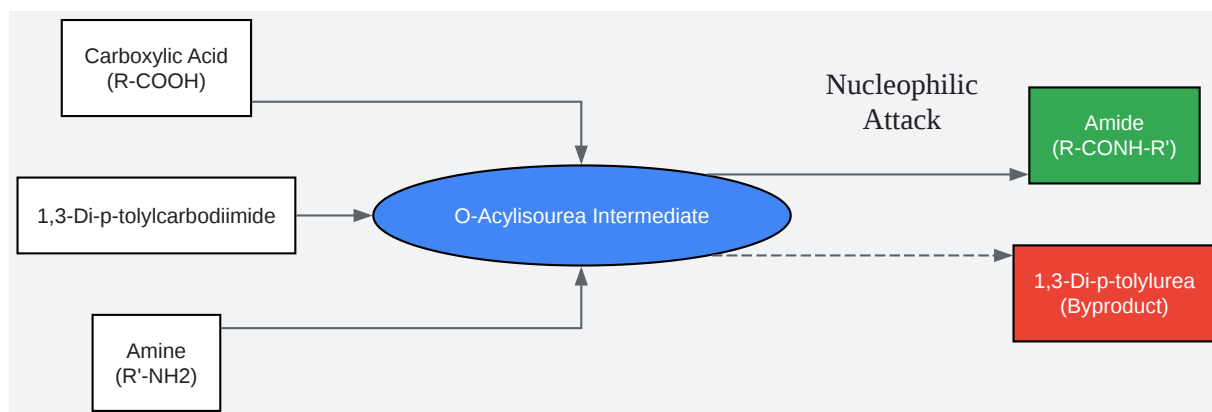 Carboxylic Acid
(R-COOH)
1,3-Di-p-tolylcarbodiimide
Amine
(R'-NH2)
O-Acylisourea Intermediate
Nucleophilic
Attack
Amide
(R-CONH-R')
1,3-Di-p-tolylurea
(Byproduct)